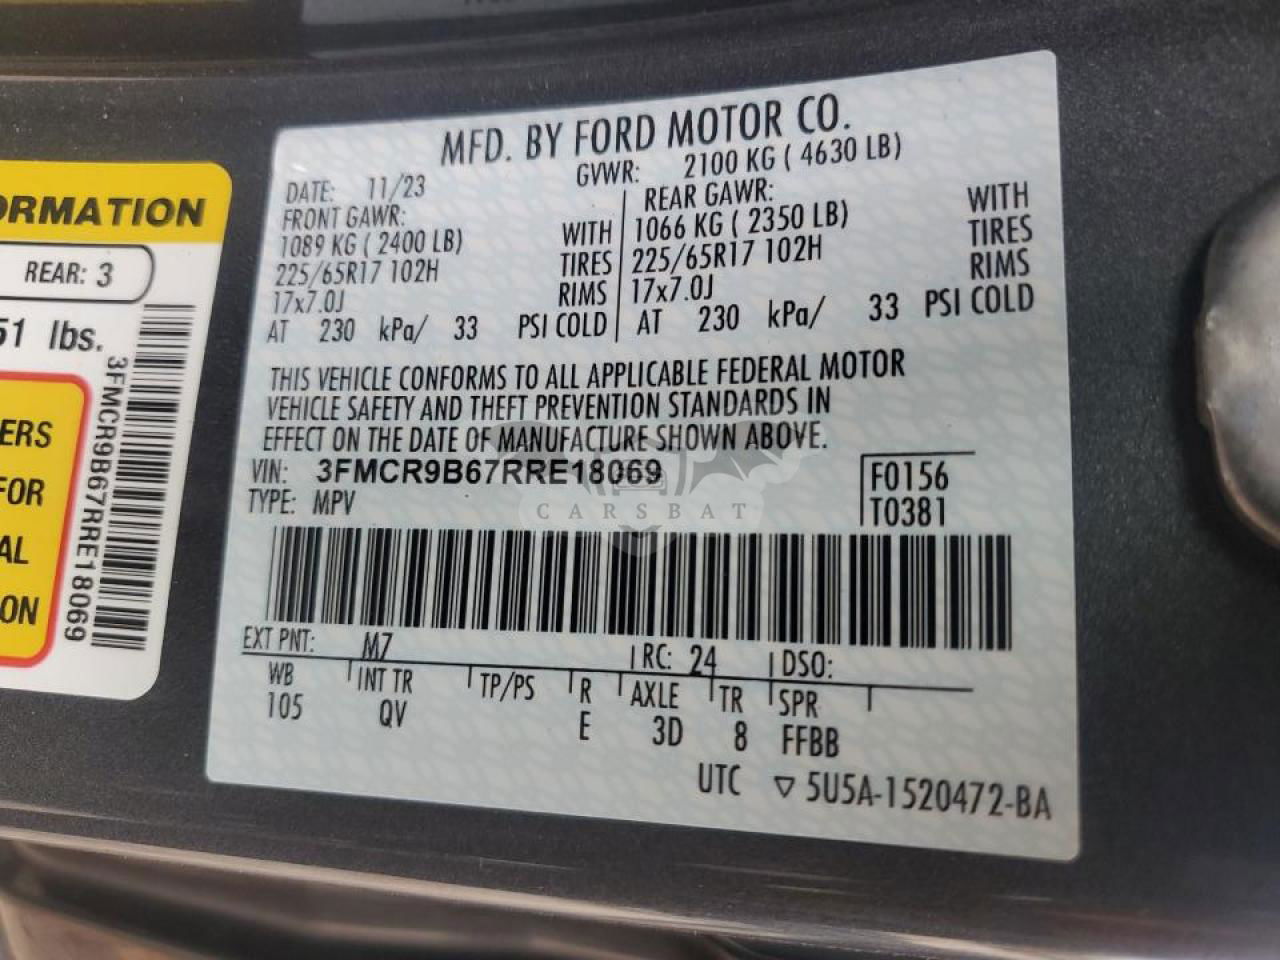 ORMATION
REAR: 3
51 lbs.
3FMCR9B67RRE18069
ERS
FOR
AL
ON
MFD. BY FORD MOTOR CO.
DATE: 11/23 GVWR: 2100 KG ( 4630 LB)
FRONT GAWR: REAR GAWR:
1089 KG ( 2400 LB) WITH 1066 KG ( 2350 LB) WITH
225/65R17 102H TIRES 225/65R17 102H TIRES
17x7.0J RIMS 17x7.0J RIMS
AT 230 kPa/ 33 PSI COLD AT 230 kPa/ 33 PSI COLD
THIS VEHICLE CONFORMS TO ALL APPLICABLE FEDERAL MOTOR
VEHICLE SAFETY AND THEFT PREVENTION STANDARDS IN
EFFECT ON THE DATE OF MANUFACTURE SHOWN ABOVE.
VIN: 3FMCR9B67RRE18069 F0156
TYPE: MPV T0381
CARSBAT
EXT PNT: M7 RC: 24 DSO:
WB INT TR TP/PS R AXLE TR SPR
105 QV E 3D 8 FFBB
UTC ▽ 5U5A-1520472-BA